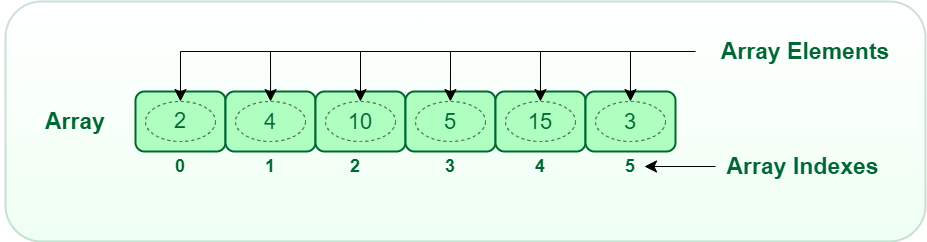 Array Elements
Array 2 4 10 5 15 3
0 1 2 3 4 5 Array Indexes